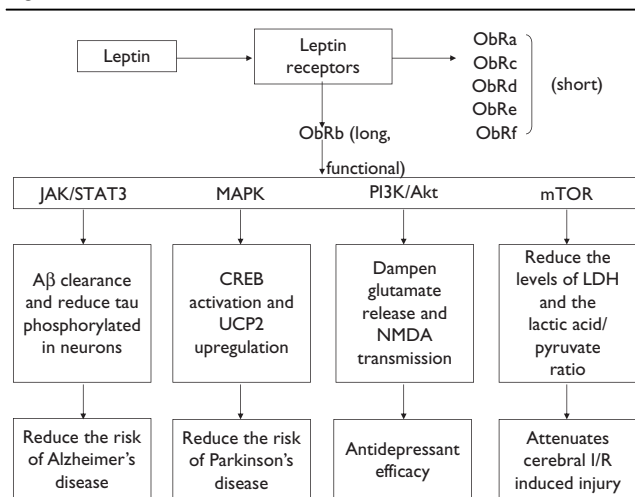 Leptin
Leptin
receptors
ObRa
ObRc
ObRd
ObRe
ObRf
(short)
ObRb (long,
functional)
JAK/STAT3
MAPK
PI3K/Akt
mTOR
Aβ clearance
and reduce tau
phosphorylated
in neurons
CREB
activation and
UCP2
upregulation
Dampen
glutamate
release and
NMDA
transmission
Reduce the
levels of LDH
and the
lactic acid/
pyruvate
ratio
Reduce the risk
of Alzheimer's
disease
Reduce the risk
of Parkinson's
disease
Antidepressant
efficacy
Attenuates
cerebral I/R
induced injury